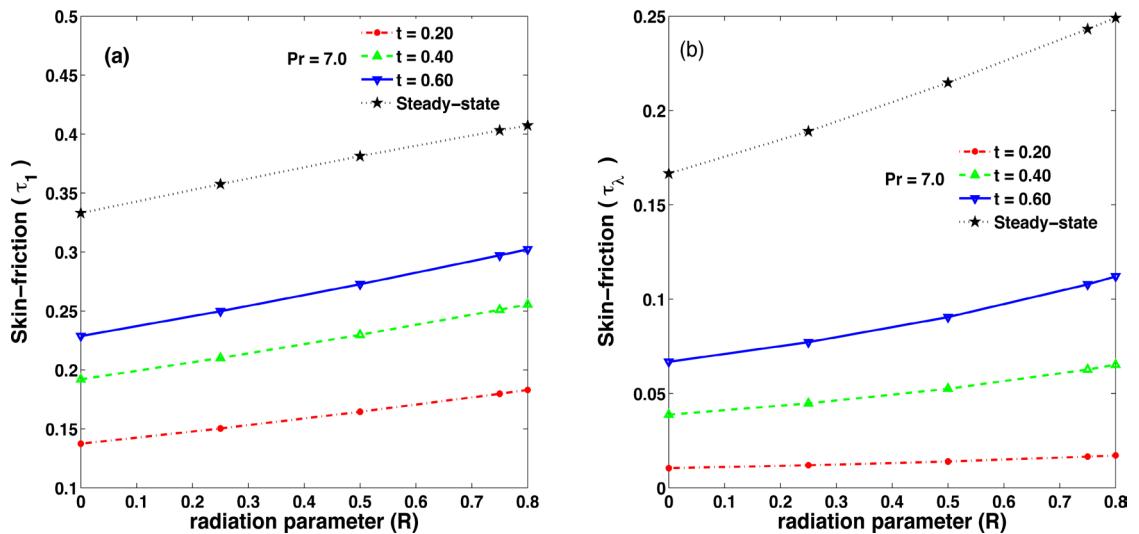 (a)
Pr = 7.0
t = 0.20
t = 0.40
t = 0.60
Steady-state
0.5
0.45
0.4
0.35
0.3
0.25
0.2
0.15
0.1
0 0.1 0.2 0.3 0.4 0.5 0.6 0.7 0.8
Skin-friction ( τ1 )
radiation parameter (R)
(b)
Pr = 7.0
t = 0.20
t = 0.40
t = 0.60
Steady-state
0.25
0.2
0.15
0.1
0.05
0
0 0.1 0.2 0.3 0.4 0.5 0.6 0.7 0.8
Skin-friction ( τλ )
radiation parameter (R)